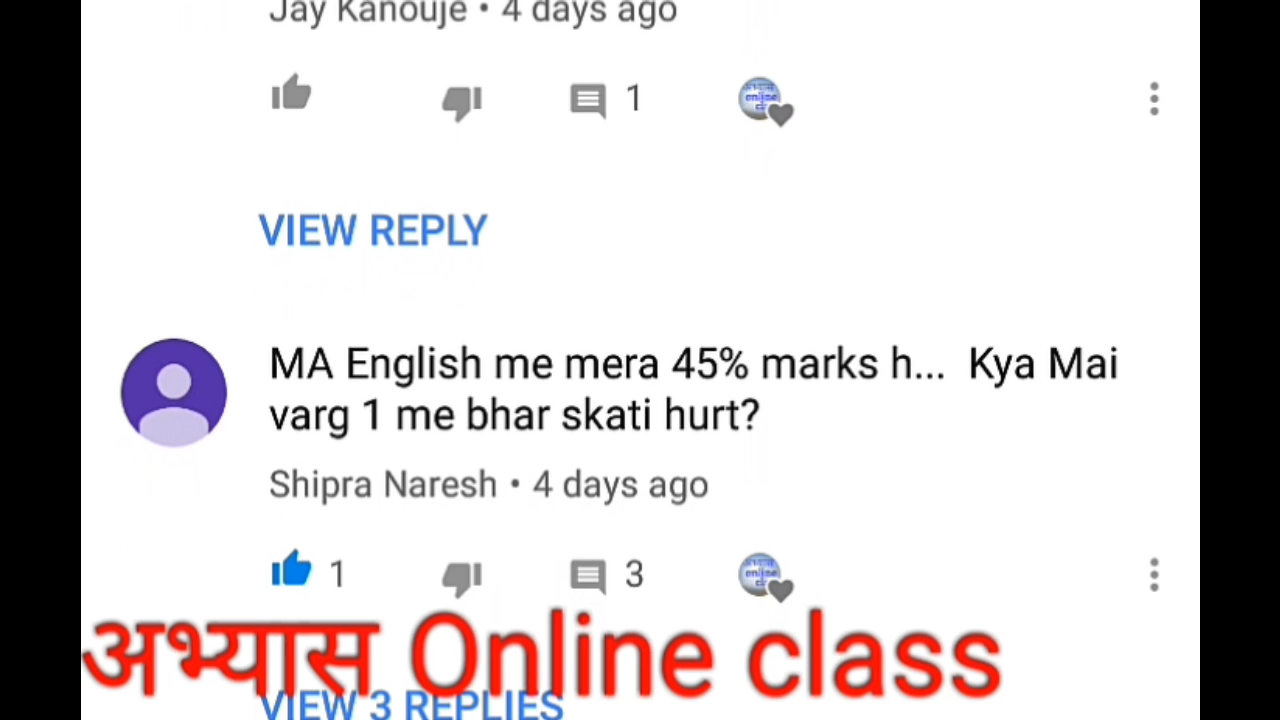 Jay Kanouje • 4 days ago
1
VIEW REPLY
MA English me mera 45% marks h... Kya Mai
varg 1 me bhar skati hurt?
Shipra Naresh • 4 days ago
1 3
अभ्यास Online class
VIEW 3 REPLIES